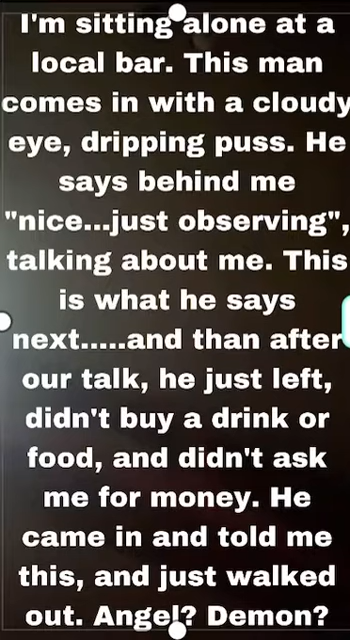 I'm sitting alone at a
local bar. This man
comes in with a cloudy
eye, dripping puss. He
says behind me
"nice...just observing",
talking about me. This
is what he says
next.....and than after
our talk, he just left,
didn't buy a drink or
food, and didn't ask
me for money. He
came in and told me
this, and just walked
out. Angel? Demon?